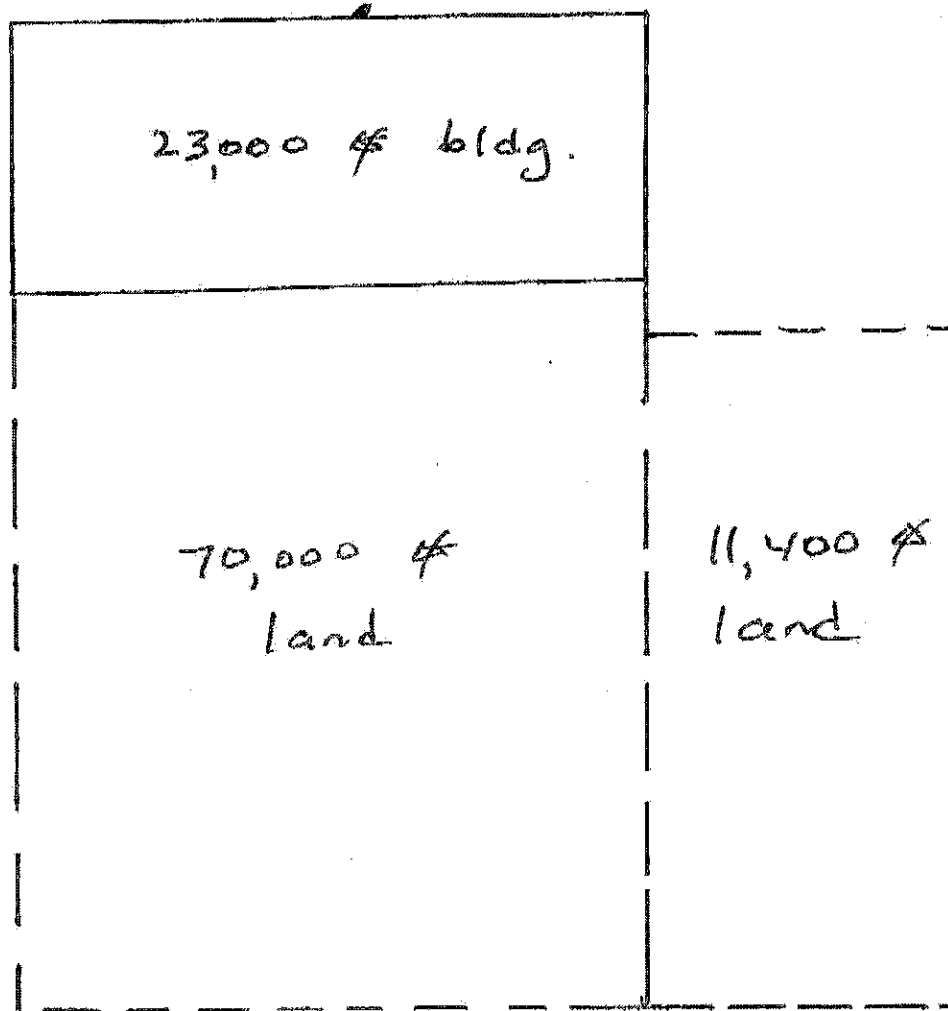 23,000 ⌗ bldg.
70,000 ⌗
land
11,400 ⌗
land